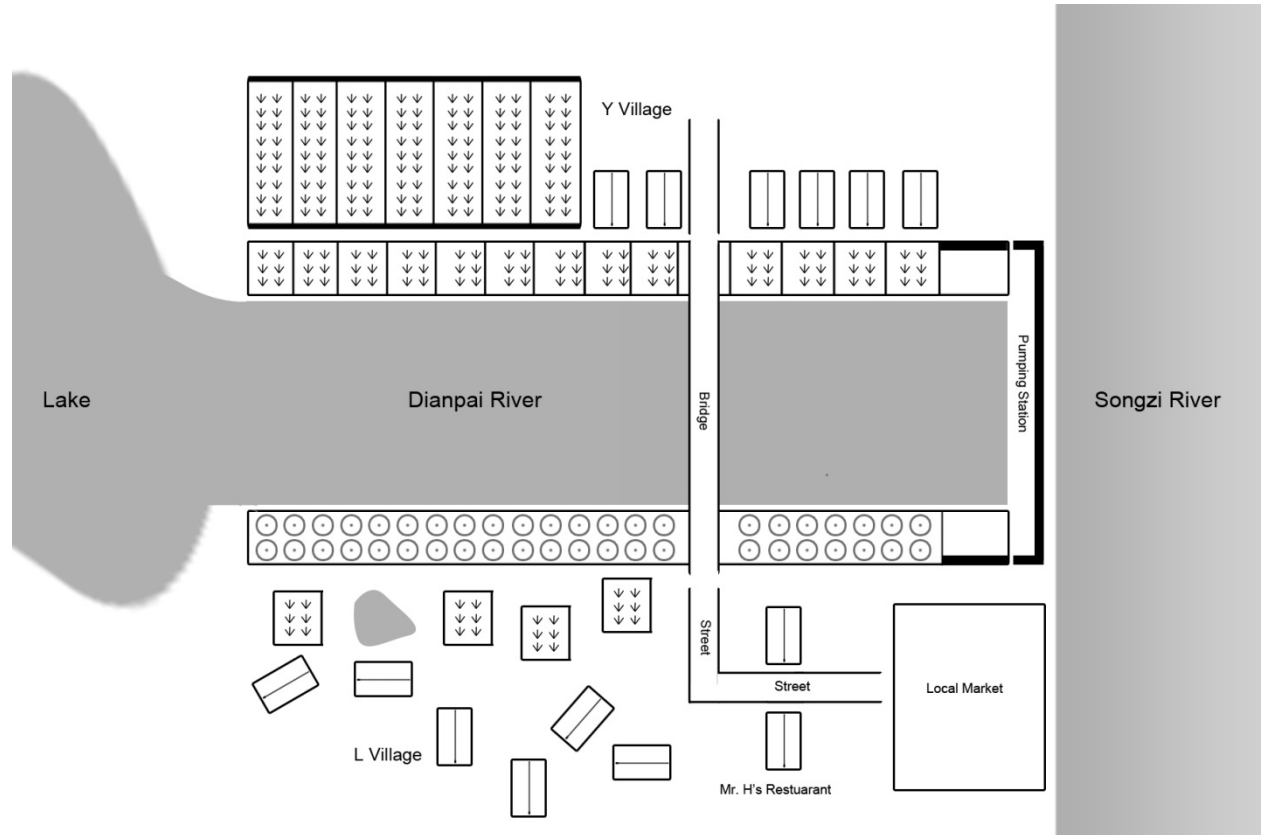 Y Village
Lake
Dianpai River
Bridge
Pumping Station
Songzi River
Street
Street
Local Market
L Village
Mr. H's Restuarant